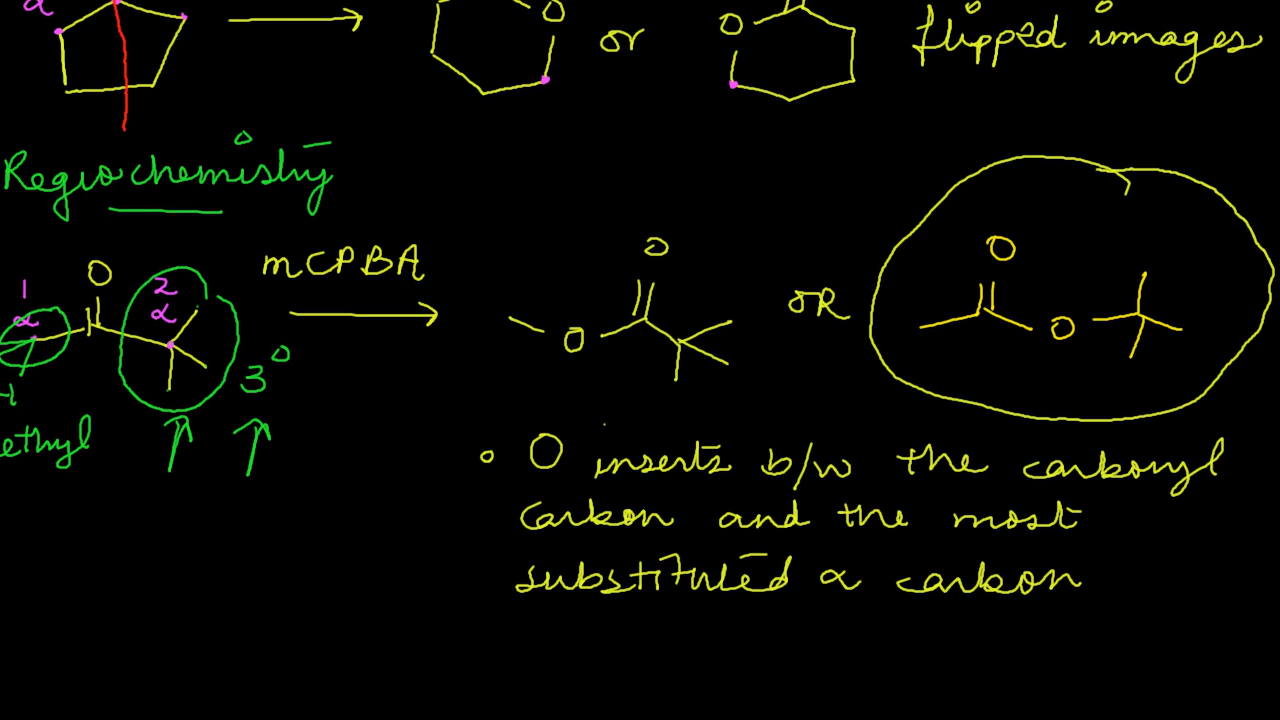 α
O or O flipped images
Regiochemistry
mCPBA
1 α O 2 α 3°
O O or O O
ethyl
• O inserts b/w the carbonyl
carbon and the most
substituted α carbon